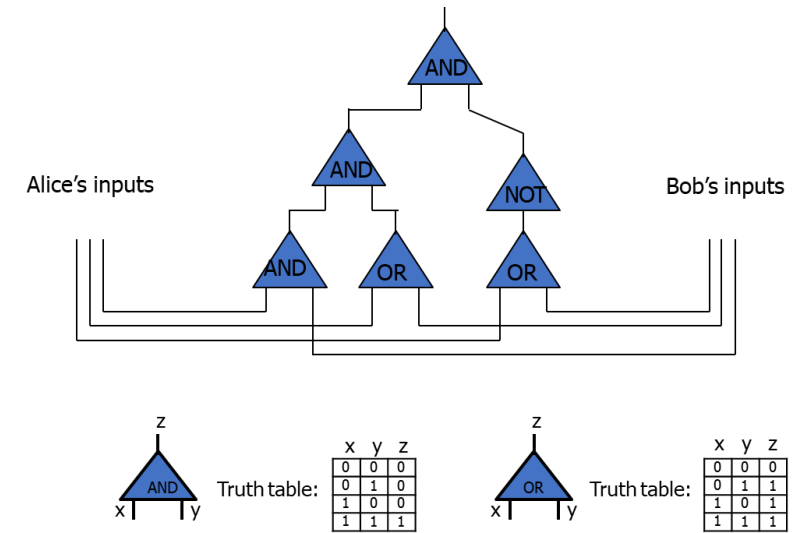 AND
AND
NOT
Alice's inputs
Bob's inputs
AND
OR
OR
z
AND
x
y
Truth table:
x y z
0 0 0
0 1 0
1 0 0
1 1 1
z
OR
x
y
Truth table:
x y z
0 0 0
0 1 1
1 0 1
1 1 1